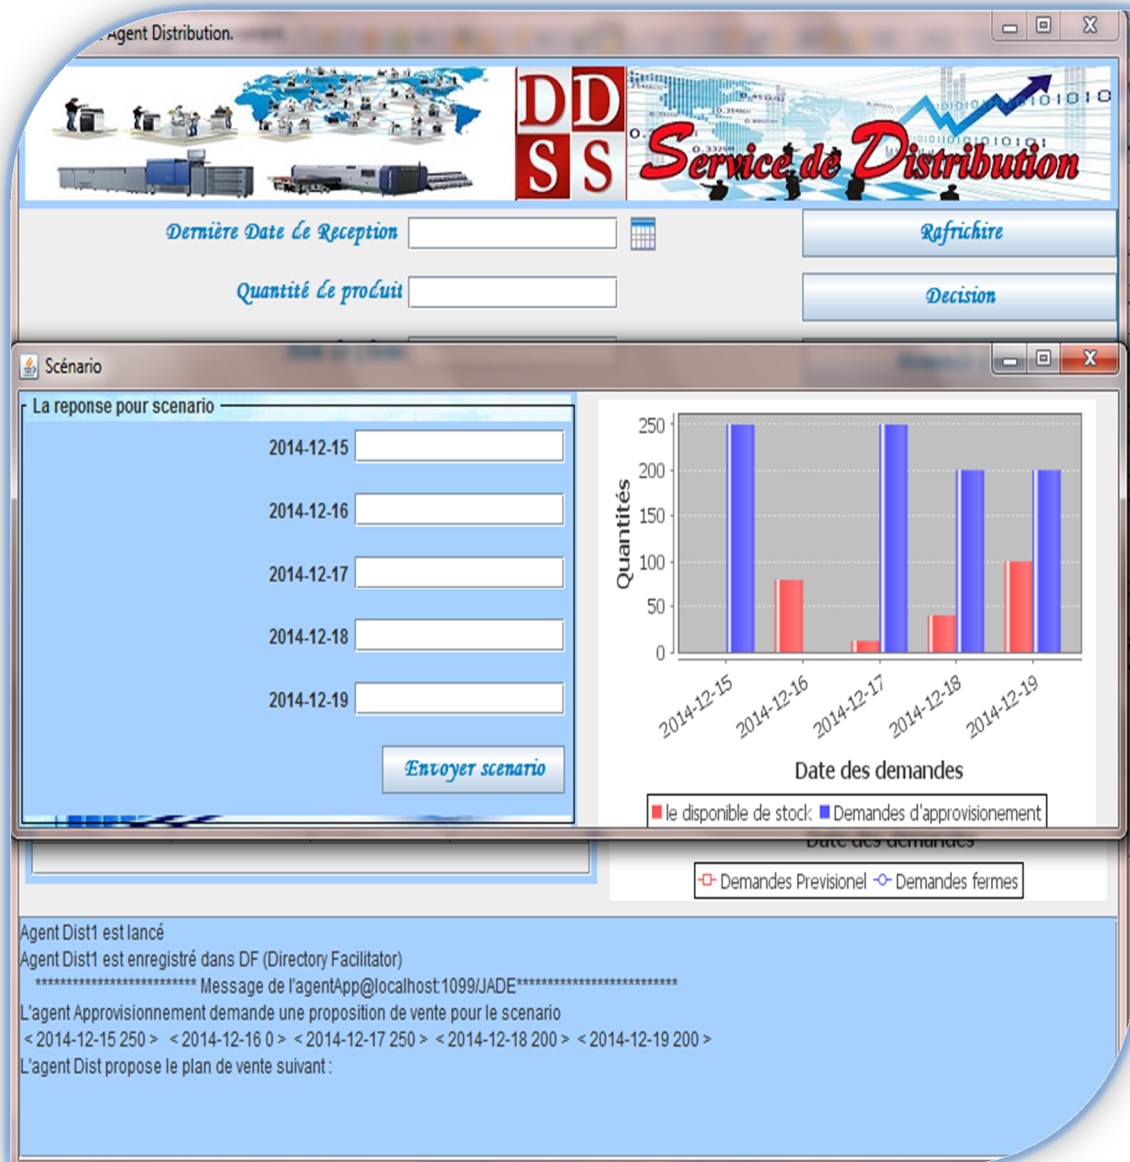 Agent Distribution.
DD
SS
Service de Distribution
Dernière Date de Reception
Rafrichire
Quantité de produit
Decision
Scénario
La reponse pour scenario
2014-12-15
2014-12-16
2014-12-17
2014-12-18
2014-12-19
Envoyer scenario
250
200
150
100
50
0
Quantités
2014-12-15
2014-12-16
2014-12-17
2014-12-18
2014-12-19
Date des demandes
le disponible de stock Demandes d'approvisionement
Date des demandes
Demandes Previsionel Demandes fermes
Agent Dist1 est lancé
Agent Dist1 est enregistré dans DF (Directory Facilitator)
************************** Message de l'agentApp@localhost:1099/JADE**************************
L'agent Approvisionnement demande une proposition de vente pour le scenario
< 2014-12-15 250 > < 2014-12-16 0 > < 2014-12-17 250 > < 2014-12-18 200 > < 2014-12-19 200 >
L'agent Dist propose le plan de vente suivant :